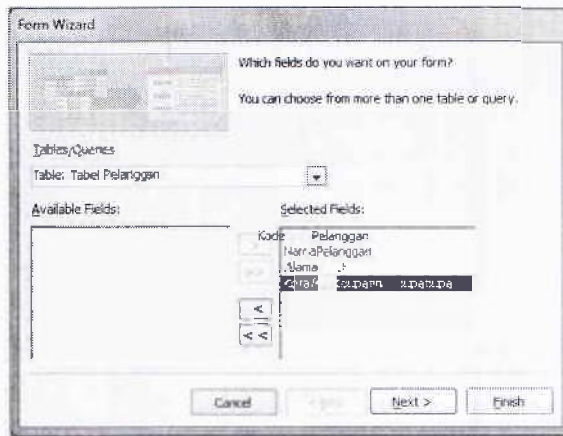 Form Wizard
Which fields do you want on your form?
You can choose from more than one table or query.
Tables/Queries
Table: Tabel Pelanggan
Available Fields:
Selected Fields:
Kode Pelanggan
NamaPelanggan
Nama
>
>>
<
<<
Cancel
Next >
Finish